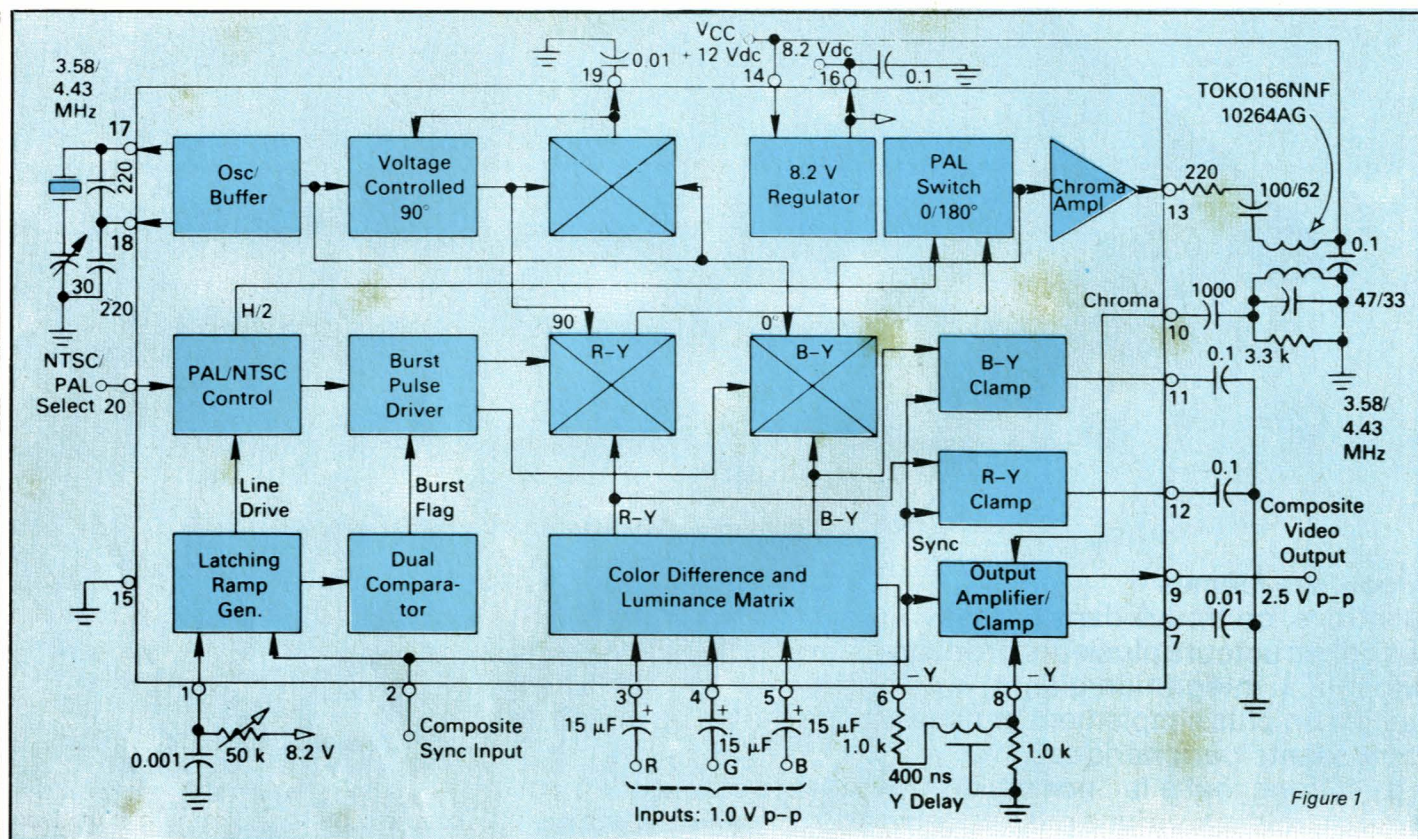 VCC
+ 12 Vdc
8.2 Vdc
0.01
19
14
16
0.1
3.58/
4.43
MHz
17
220
18
30
220
Osc/
Buffer
Voltage
Controlled
90°
8.2 V
Regulator
PAL
Switch
0/180°
Chroma
Ampl.
13
220
100/62
TOKO166NNF
10264AG
0.1
47/33
3.3 k
3.58/
4.43
MHz
Chroma
1000
10
H/2
90
0°
NTSC/
PAL
Select 20
PAL/NTSC
Control
Burst
Pulse
Driver
R-Y
B-Y
B-Y
Clamp
0.1
11
R-Y
Clamp
0.1
12
Line
Drive
Burst
Flag
R-Y
B-Y
Sync
Composite
Video
Output
2.5 V p-p
15
Latching
Ramp
Gen.
Dual
Compara-
tor
Color Difference and
Luminance Matrix
Output
Amplifier/
Clamp
9
0.01
7
1
2
3
4
5
-Y
6
8
-Y
0.001
50 k
8.2 V
Composite
Sync Input
15 μF
15 μF
15 μF
R
G
B
Inputs: 1.0 V p-p
1.0 k
400 ns
Y Delay
1.0 k
Figure 1